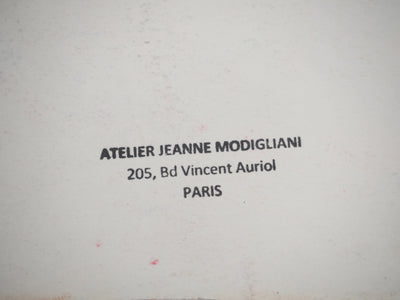 ATELIER JEANNE MODIGLIANI
205, Bd Vincent Auriol
PARIS